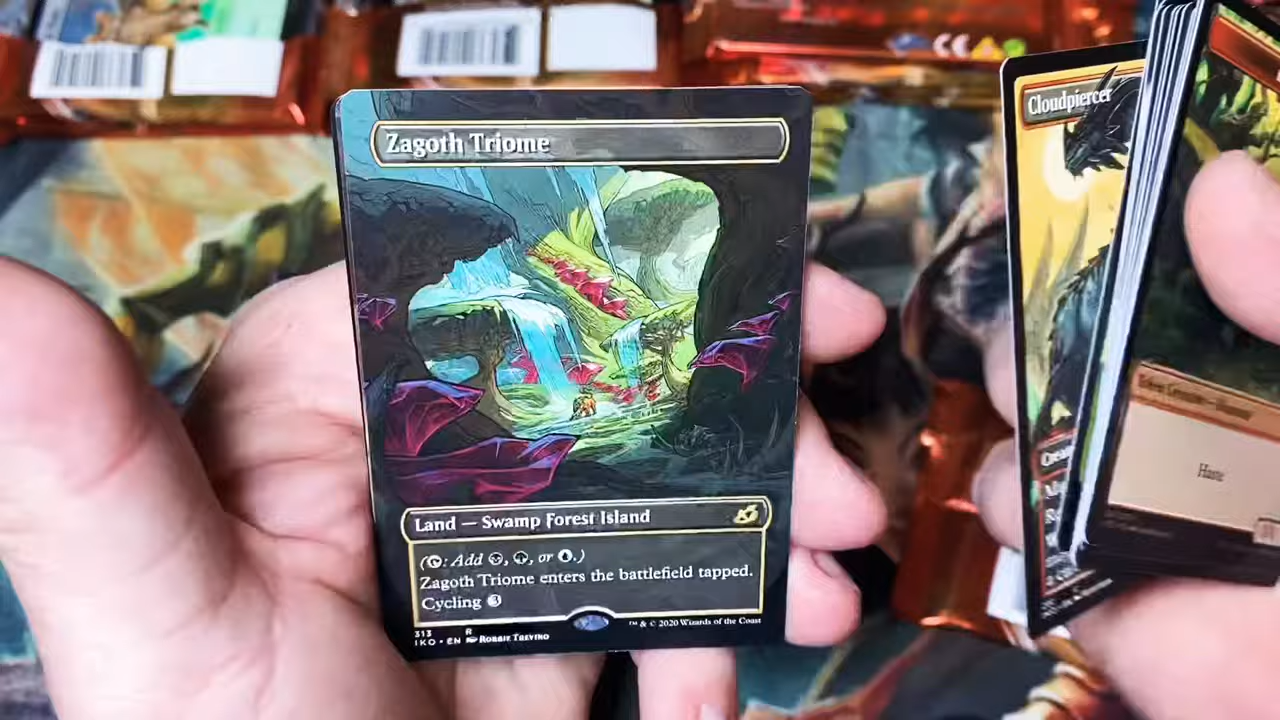 Zagoth Triome
Land — Swamp Forest Island
(: Add , , or .)
Zagoth Triome enters the battlefield tapped.
Cycling 3
313 R
IKO • EN Robbie Trevino
™ & © 2020 Wizards of the Coast
Cloudpiercer
Crea
Haste